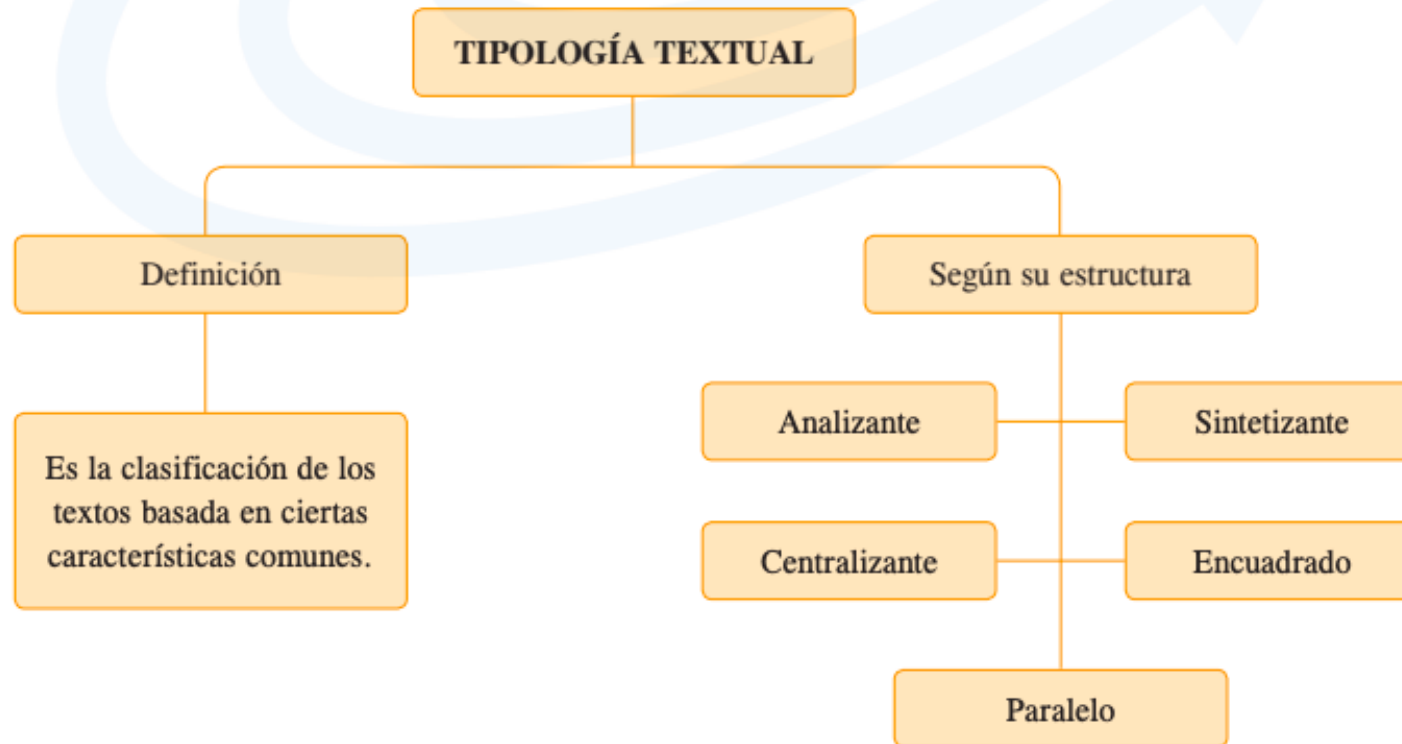 TIPOLOGÍA TEXTUAL
Definición
Según su estructura
Es la clasificación de los
textos basada en ciertas
características comunes.
Analizante
Sintetizante
Centralizante
Encuadrado
Paralelo